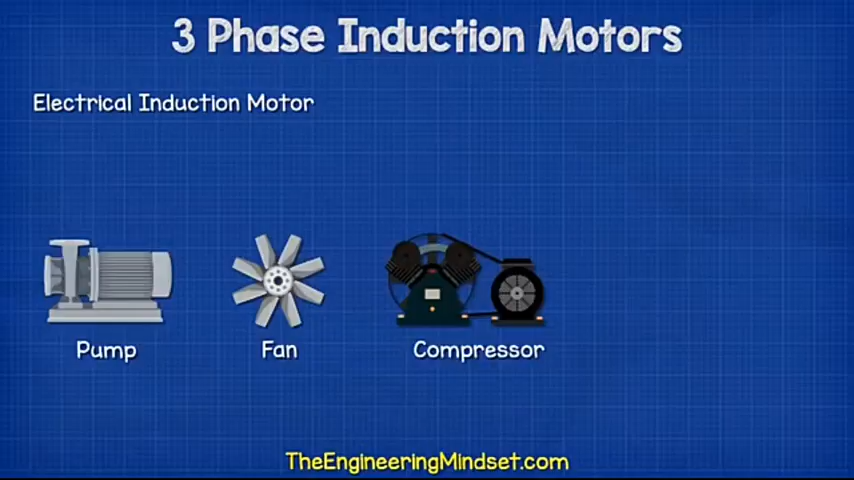 3 Phase Induction Motors
Electrical Induction Motor
Pump
Fan
Compressor
TheEngineeringMindset.com